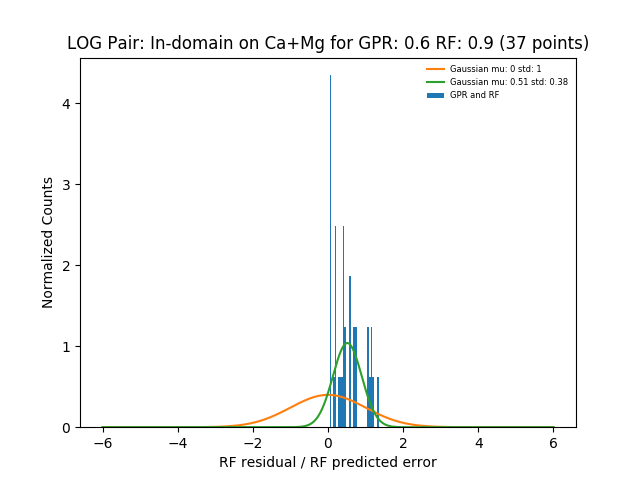 LOG Pair: In-domain on Ca+Mg for GPR: 0.6 RF: 0.9 (37 points)
Gaussian mu: 0 std: 1
Gaussian mu: 0.51 std: 0.38
GPR and RF
Normalized Counts
4
3
2
1
0
−6 −4 −2 0 2 4 6
RF residual / RF predicted error